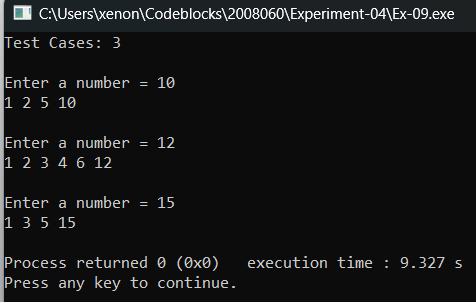 C:\Users\xenon\Codeblocks\2008060\Experiment-04\Ex-09.exe
Test Cases: 3
Enter a number = 10
1 2 5 10
Enter a number = 12
1 2 3 4 6 12
Enter a number = 15
1 3 5 15
Process returned 0 (0x0)   execution time : 9.327 s
Press any key to continue.